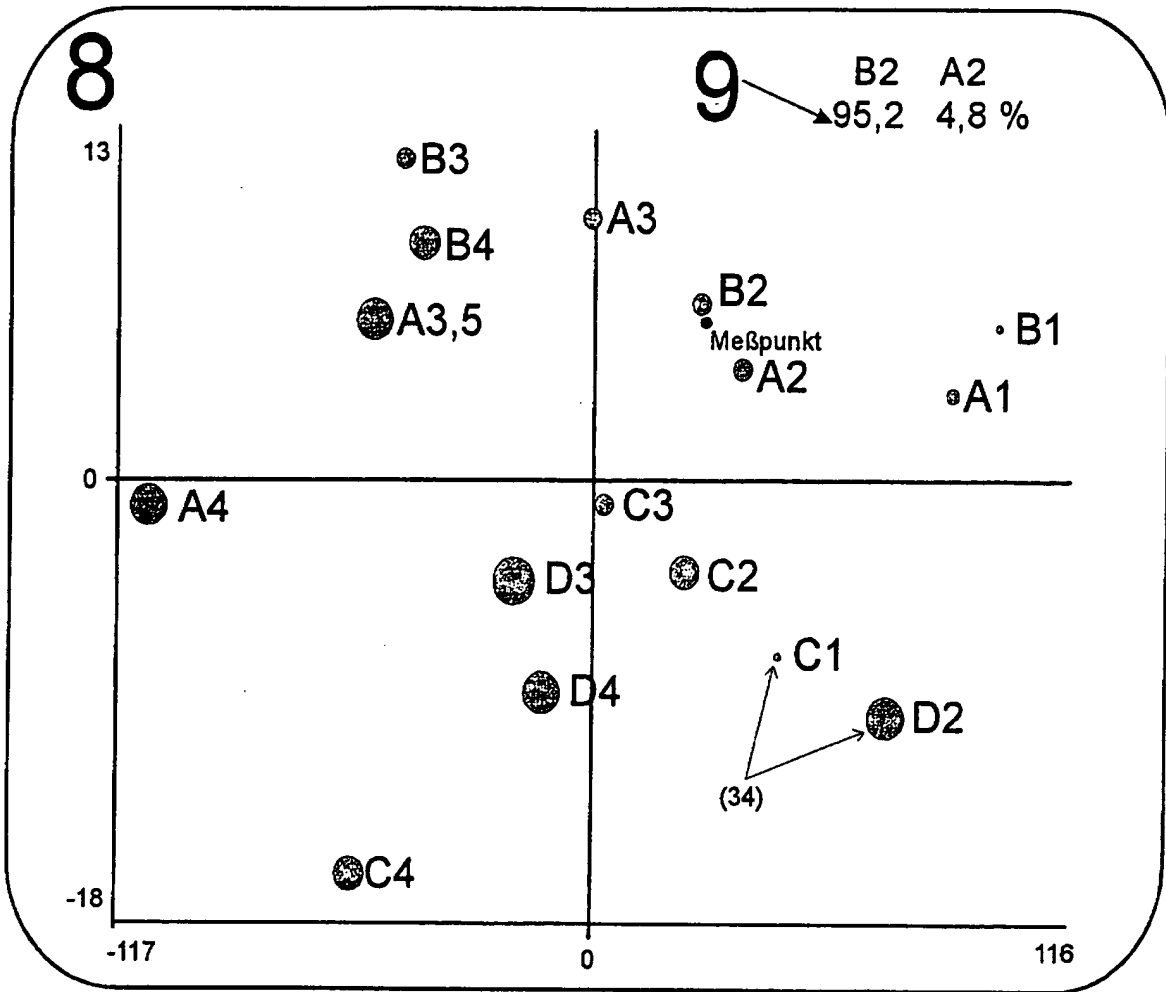 8
9 B2 A2
95,2 4,8 %
13
B3
A3
B4
B2
A3,5
Meßpunkt
B1
A2
A1
0
A4
C3
D3
C2
C1
D4
D2
(34)
C4
-18
-117
0
116